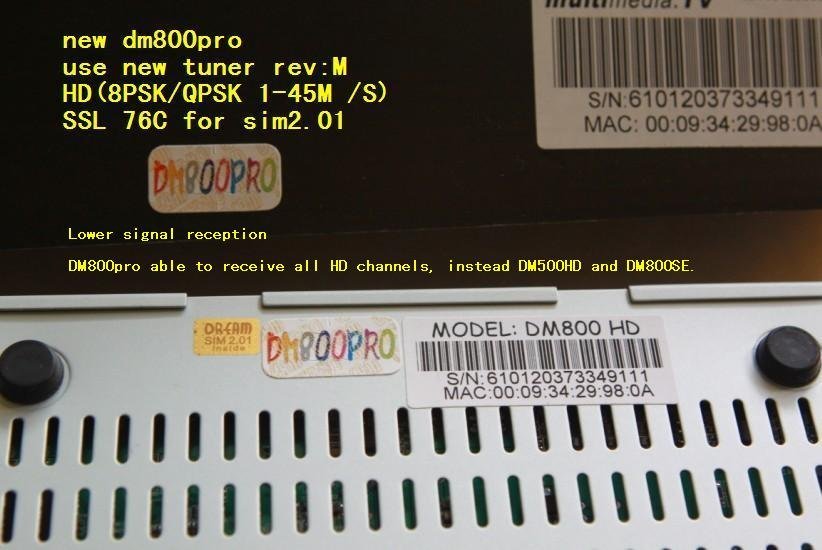 new dm800pro
use new tuner rev:M
HD(8PSK/QPSK 1-45M /S)
SSL 76C for sim2.01
multimedia.TV
S/N:610120373349111
MAC: 00:09:34:29:98:0A
DM800PRO
Lower signal reception
DM800pro able to receive all HD channels, instead DM500HD and DM800SE.
DREAM
SIM 2.01
inside
DM800PRO
MODEL: DM800 HD
S/N:610120373349111
MAC:00:09:34:29:98:0A